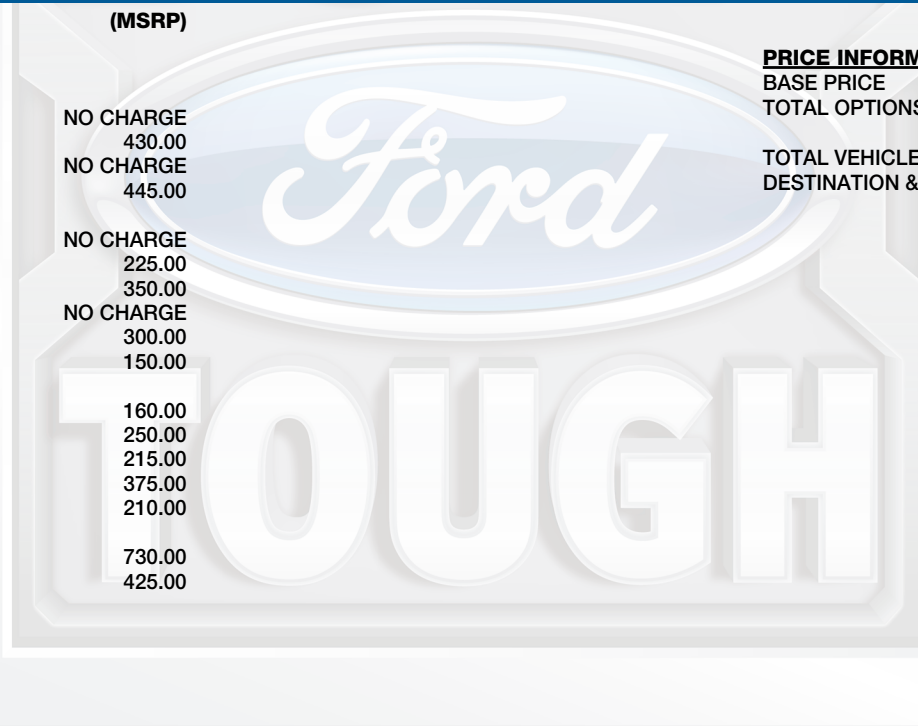 (MSRP)
NO CHARGE
430.00
NO CHARGE
445.00
NO CHARGE
225.00
350.00
NO CHARGE
300.00
150.00
160.00
250.00
215.00
375.00
210.00
730.00
425.00
PRICE INFORM
BASE PRICE
TOTAL OPTIONS
TOTAL VEHICLE
DESTINATION &
Ford
TOUGH